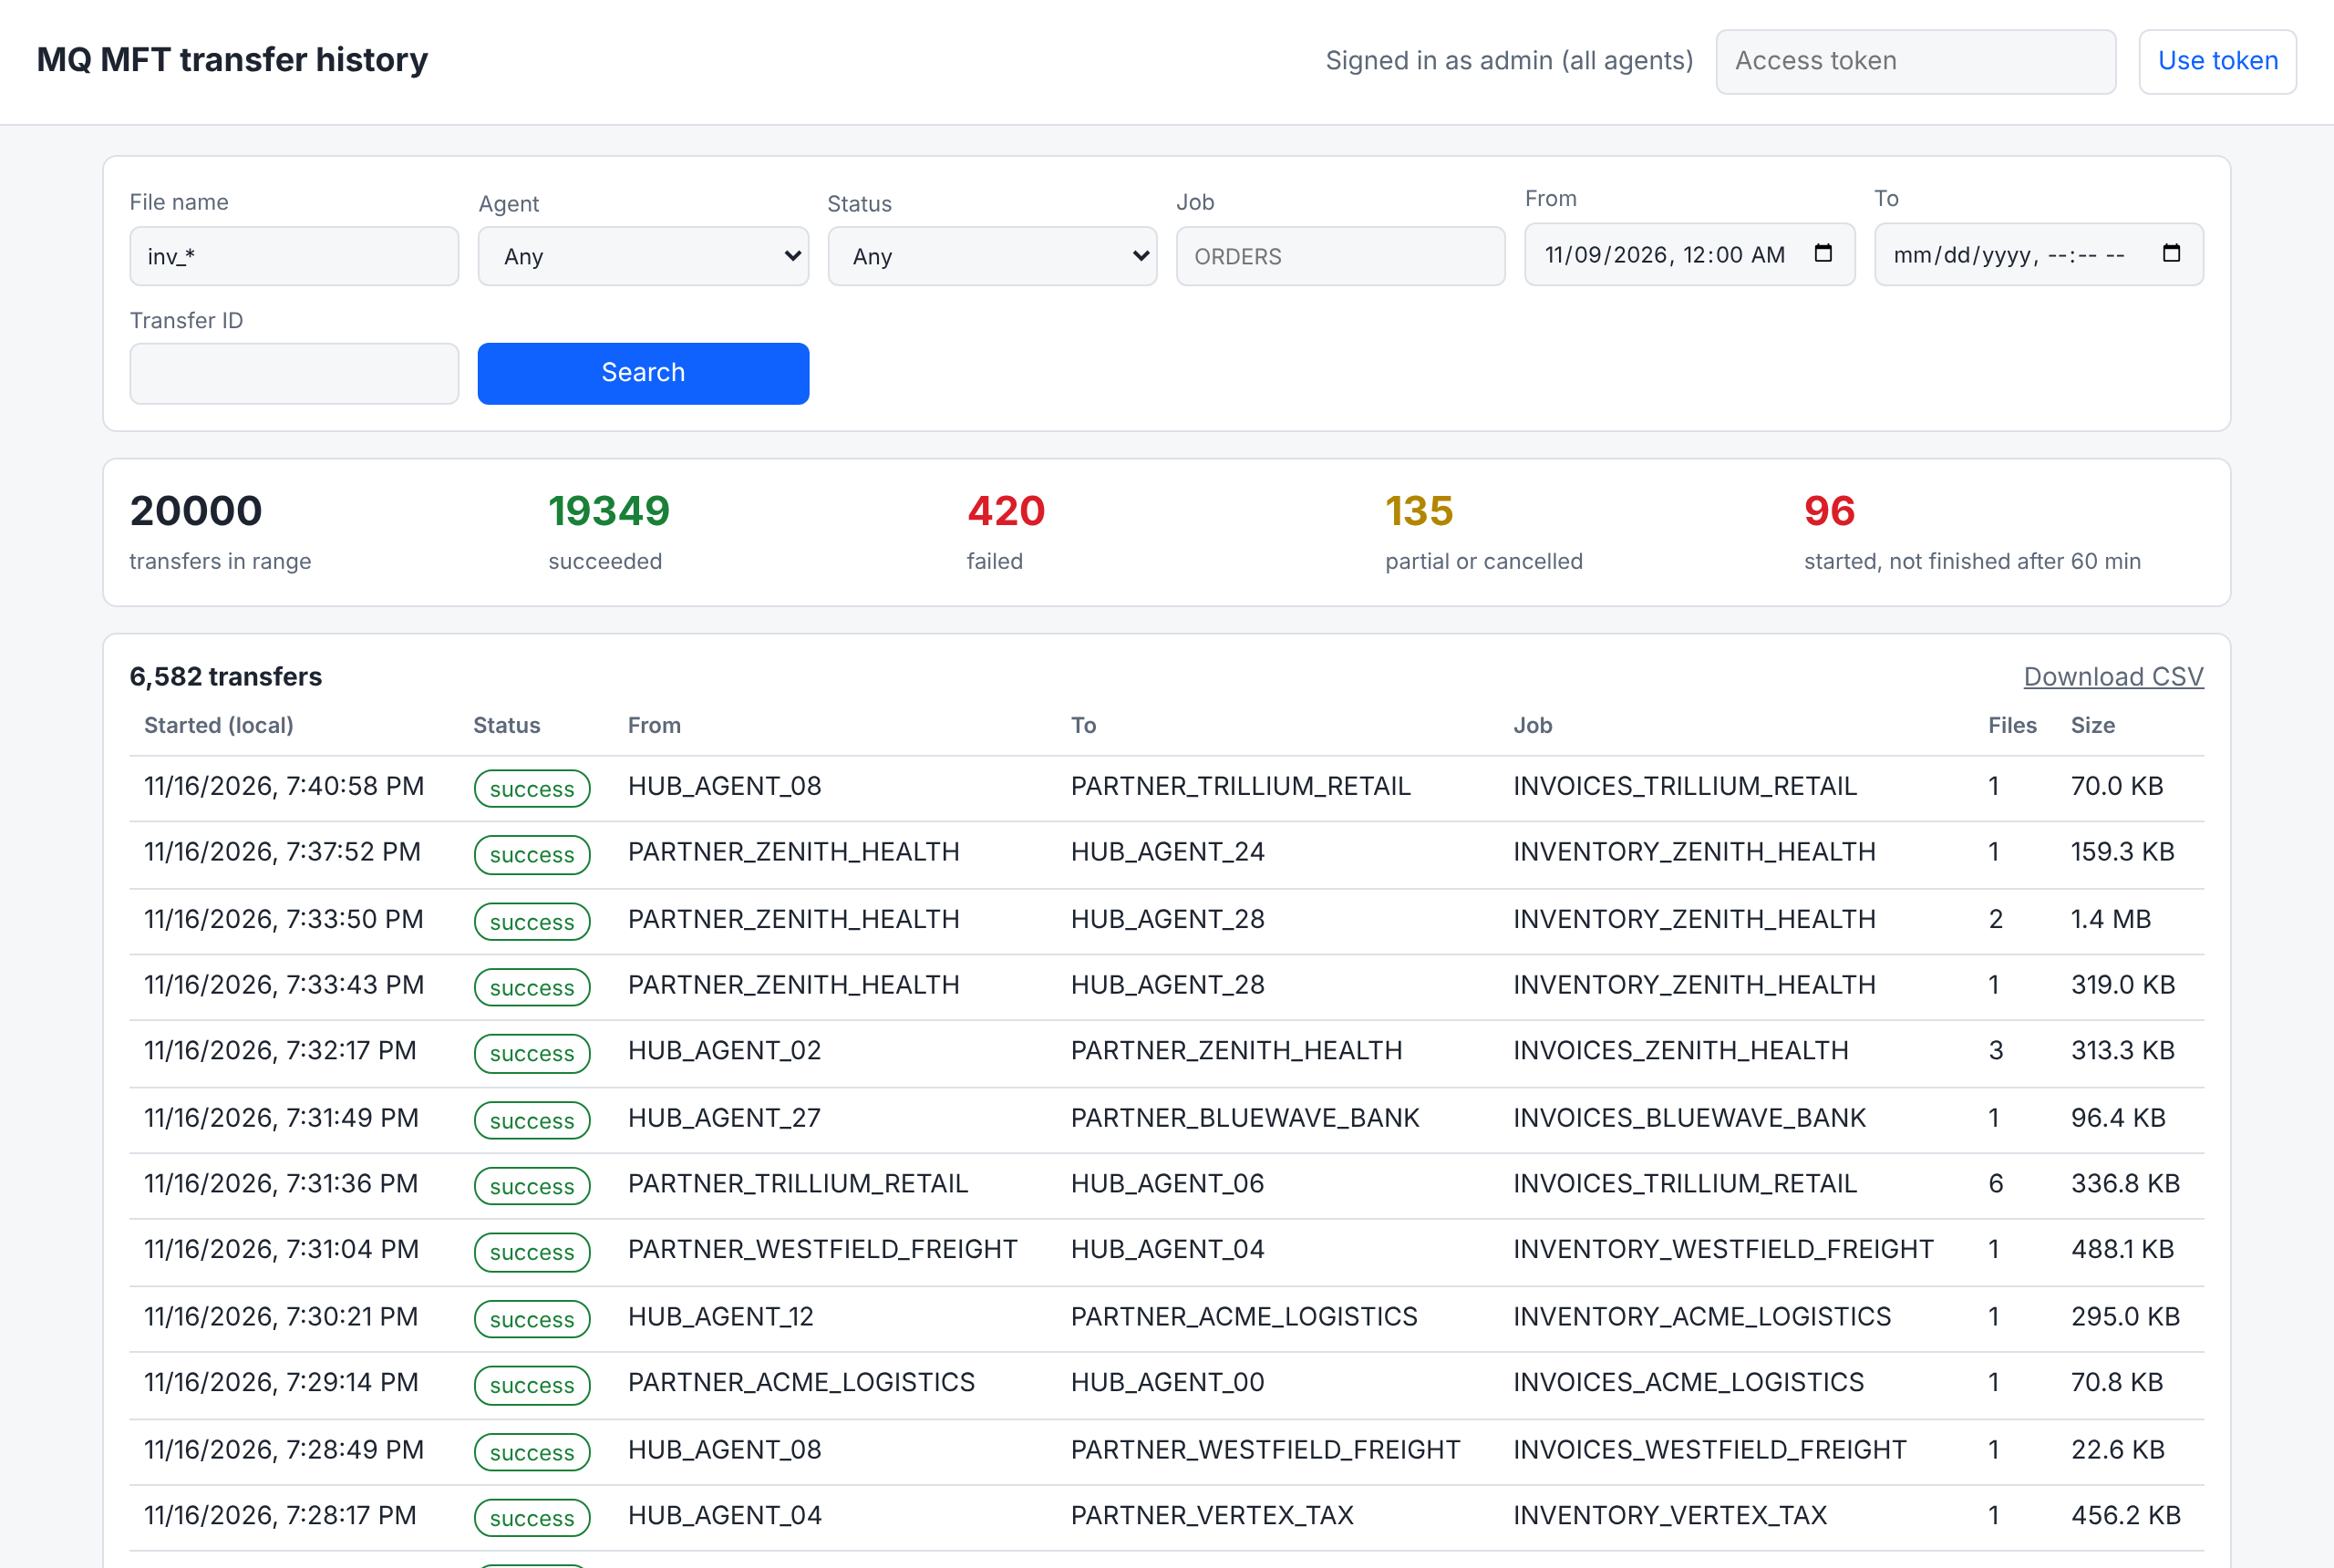 MQ MFT transfer history
Signed in as admin (all agents)
Access token
Use token
File name
Agent
Status
Job
From
To
inv_*
Any
Any
ORDERS
11/09/2026, 12:00 AM
mm/dd/yyyy, --:-- --
Transfer ID
Search
20000
19349
420
135
96
transfers in range
succeeded
failed
partial or cancelled
started, not finished after 60 min
6,582 transfers
Download CSV
Started (local) Status From To Job Files Size
11/16/2026, 7:40:58 PM success HUB_AGENT_08 PARTNER_TRILLIUM_RETAIL INVOICES_TRILLIUM_RETAIL 1 70.0 KB
11/16/2026, 7:37:52 PM success PARTNER_ZENITH_HEALTH HUB_AGENT_24 INVENTORY_ZENITH_HEALTH 1 159.3 KB
11/16/2026, 7:33:50 PM success PARTNER_ZENITH_HEALTH HUB_AGENT_28 INVENTORY_ZENITH_HEALTH 2 1.4 MB
11/16/2026, 7:33:43 PM success PARTNER_ZENITH_HEALTH HUB_AGENT_28 INVENTORY_ZENITH_HEALTH 1 319.0 KB
11/16/2026, 7:32:17 PM success HUB_AGENT_02 PARTNER_ZENITH_HEALTH INVOICES_ZENITH_HEALTH 3 313.3 KB
11/16/2026, 7:31:49 PM success HUB_AGENT_27 PARTNER_BLUEWAVE_BANK INVOICES_BLUEWAVE_BANK 1 96.4 KB
11/16/2026, 7:31:36 PM success PARTNER_TRILLIUM_RETAIL HUB_AGENT_06 INVOICES_TRILLIUM_RETAIL 6 336.8 KB
11/16/2026, 7:31:04 PM success PARTNER_WESTFIELD_FREIGHT HUB_AGENT_04 INVENTORY_WESTFIELD_FREIGHT 1 488.1 KB
11/16/2026, 7:30:21 PM success HUB_AGENT_12 PARTNER_ACME_LOGISTICS INVENTORY_ACME_LOGISTICS 1 295.0 KB
11/16/2026, 7:29:14 PM success PARTNER_ACME_LOGISTICS HUB_AGENT_00 INVOICES_ACME_LOGISTICS 1 70.8 KB
11/16/2026, 7:28:49 PM success HUB_AGENT_08 PARTNER_WESTFIELD_FREIGHT INVOICES_WESTFIELD_FREIGHT 1 22.6 KB
11/16/2026, 7:28:17 PM success HUB_AGENT_04 PARTNER_VERTEX_TAX INVENTORY_VERTEX_TAX 1 456.2 KB